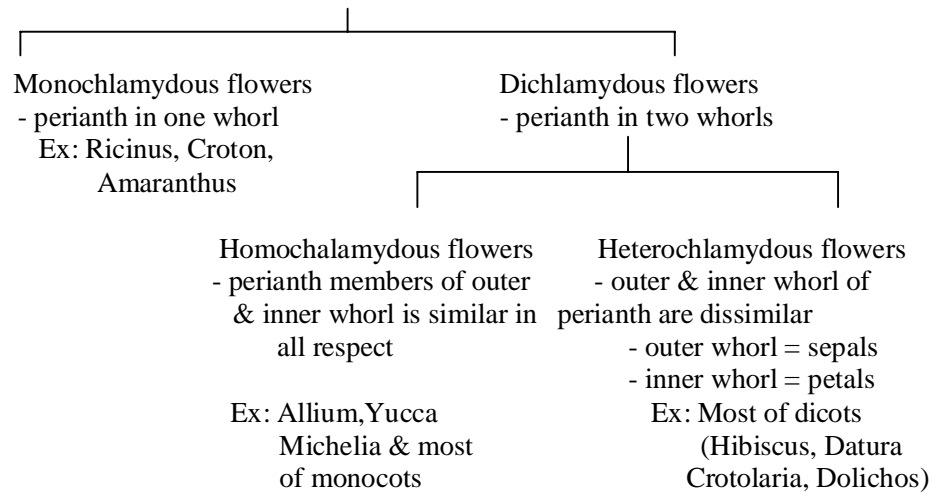 Monochlamydous flowers
- perianth in one whorl
Ex: Ricinus, Croton,
Amaranthus
Dichlamydous flowers
- perianth in two whorls
Homochalamydous flowers
- perianth members of outer
& inner whorl is similar in
all respect
Ex: Allium,Yucca
Michelia & most
of monocots
Heterochlamydous flowers
- outer & inner whorl of
perianth are dissimilar
- outer whorl = sepals
- inner whorl = petals
Ex: Most of dicots
(Hibiscus, Datura
Crotolaria, Dolichos)